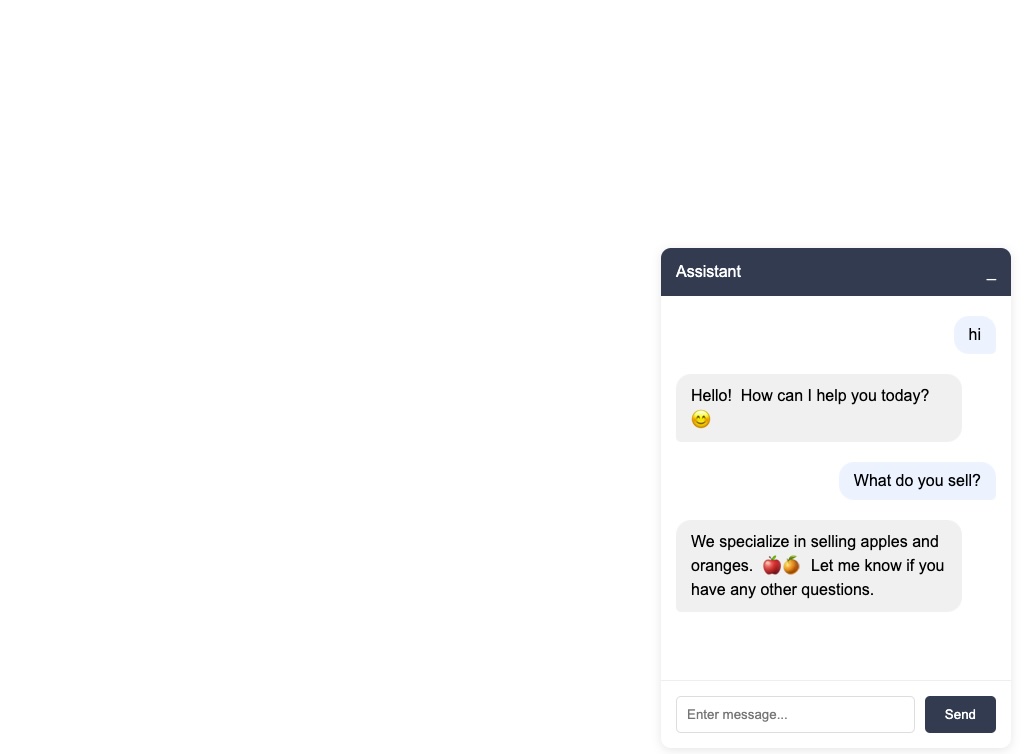 Assistant _
hi
Hello!  How can I help you today?
😊
What do you sell?
We specialize in selling apples and
oranges.  🍎🍊  Let me know if you
have any other questions.
Enter message...
Send